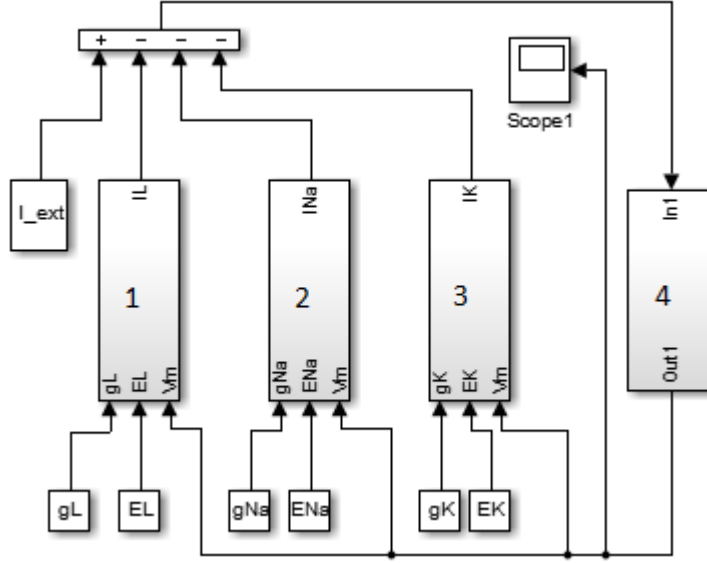 + − − −
Scope1
I_ext
IL
INa
IK
In1
1
2
3
4
gL
EL
Vm
gNa
ENa
Vm
gK
EK
Vm
Out1
gL
EL
gNa
ENa
gK
EK